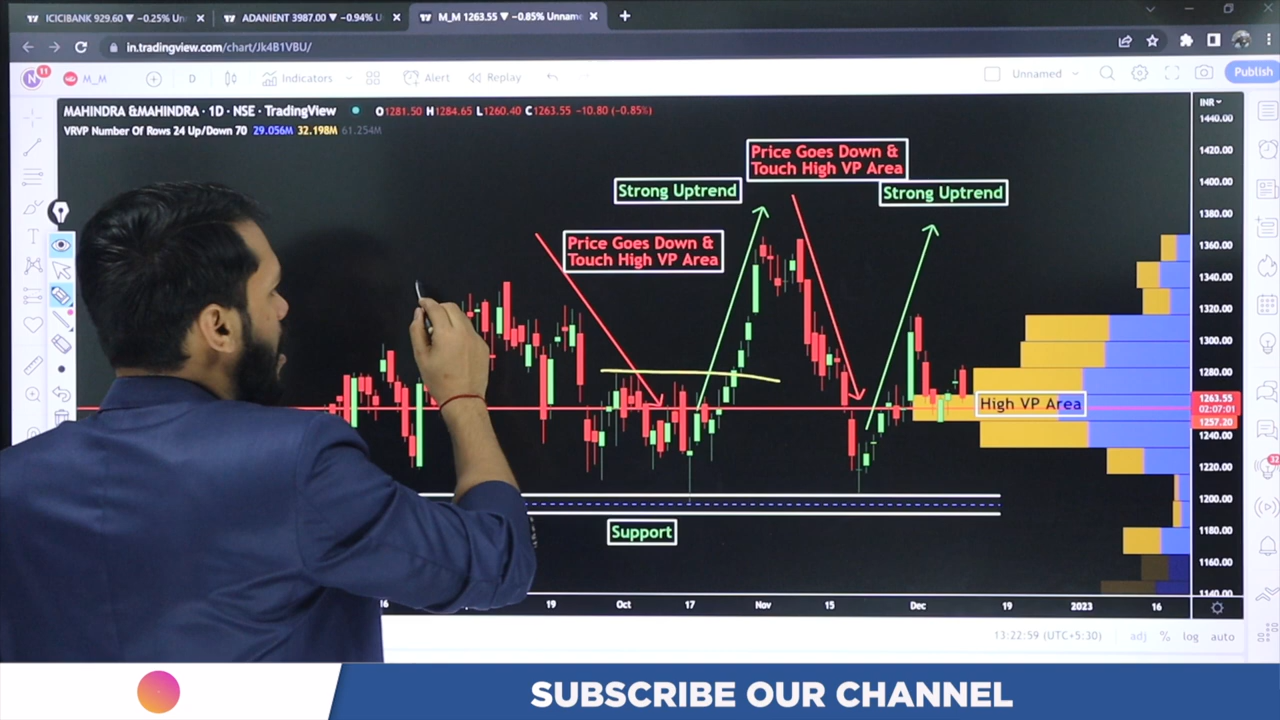 ICICIBANK 929.60 ▼ −0.25% Un
ADANIENT 3987.00 ▼ −0.94% U
M_M 1263.55 ▼ −0.85% Unnam
in.tradingview.com/chart/Jk4B1VBU/
N
11
M_M
D
Indicators
Alert
Replay
Unnamed
Publish
MAHINDRA &MAHINDRA · 1D · NSE · TradingView
O1281.50 H1284.65 L1260.40 C1263.55 −10.80 (−0.85%)
VRVP Number Of Rows 24 Up/Down 70 29.056M 32.198M 61.254M
INR
1440.00
1420.00
1400.00
1380.00
1360.00
1340.00
1320.00
1300.00
1280.00
1263.55
02:07:01
1257.20
1240.00
1220.00
1200.00
1180.00
1160.00
1140.00
Price Goes Down &
Touch High VP Area
Strong Uptrend
Strong Uptrend
Price Goes Down &
Touch High VP Area
High VP Area
Support
T
32
16
19
Oct
17
Nov
15
Dec
19
2023
16
13:22:59 (UTC+5:30)
adj
%
log
auto
SUBSCRIBE OUR CHANNEL